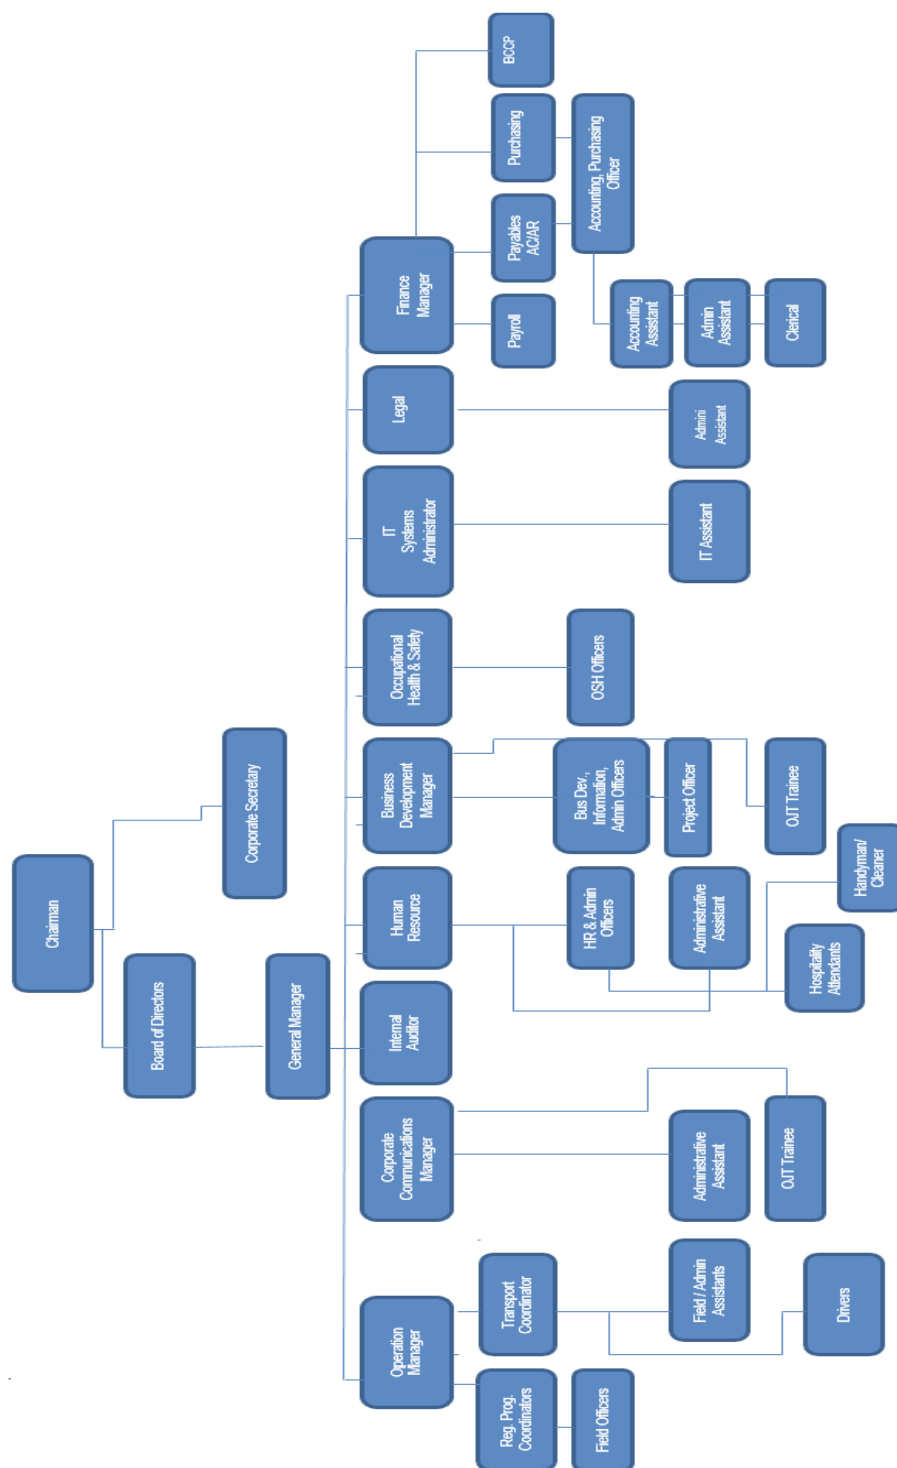 Chairman
Corporate Secretary
Board of Directors
General Manager
Operation
Manager
Corporate
Communications
Manager
Internal
Auditor
Human
Resource
Business
Development
Manager
Occupational
Health & Safety
IT
Systems
Administrator
Legal
Finance
Manager
Reg. Prog.
Coordinators
Transport
Coordinator
Payroll
Payables
AC/AR
Purchasing
BCCP
Field Officers
HR & Admin
Officers
Bus Dev.,
Information,
Admin Officers
OSH Officers
Accounting, Purchasing
Officer
Field / Admin
Assistants
Administrative
Assistant
Administrative
Assistant
Project Officer
IT Assistant
Admini
Assistant
Accounting
Assistant
Admin
Assistant
Drivers
OJT Trainee
Hospitality
Attendants
Handyman/
Cleaner
OJT Trainee
Clerical